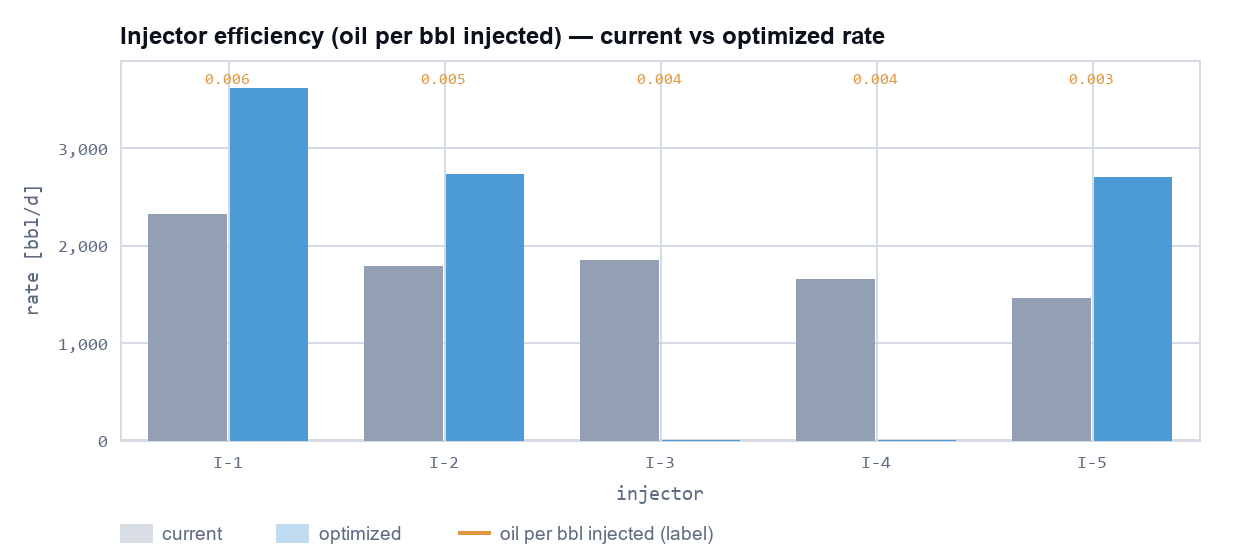 Injector efficiency (oil per bbl injected) — current vs optimized rate
0.006 0.005 0.004 0.004 0.003
3,000
2,000
1,000
0
rate [bbl/d]
I-1 I-2 I-3 I-4 I-5
injector
current optimized oil per bbl injected (label)